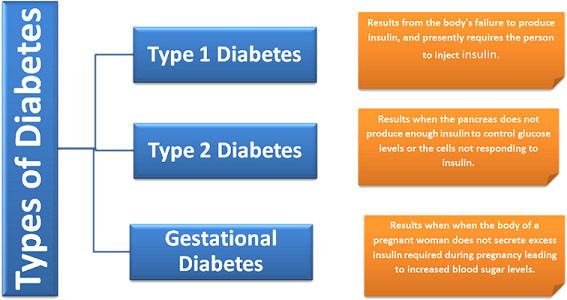 Types of Diabetes
Type 1 Diabetes
Results from the body's failure to produce
insulin, and presently requires the person
to inject insulin.
Type 2 Diabetes
Results when the pancreas does not
produce enough insulin to control glucose
levels or the cells not responding to
insulin.
Gestational
Diabetes
Results when when the body of a
pregnant woman does not secrete excess
insulin required during pregnancy leading
to increased blood sugar levels.